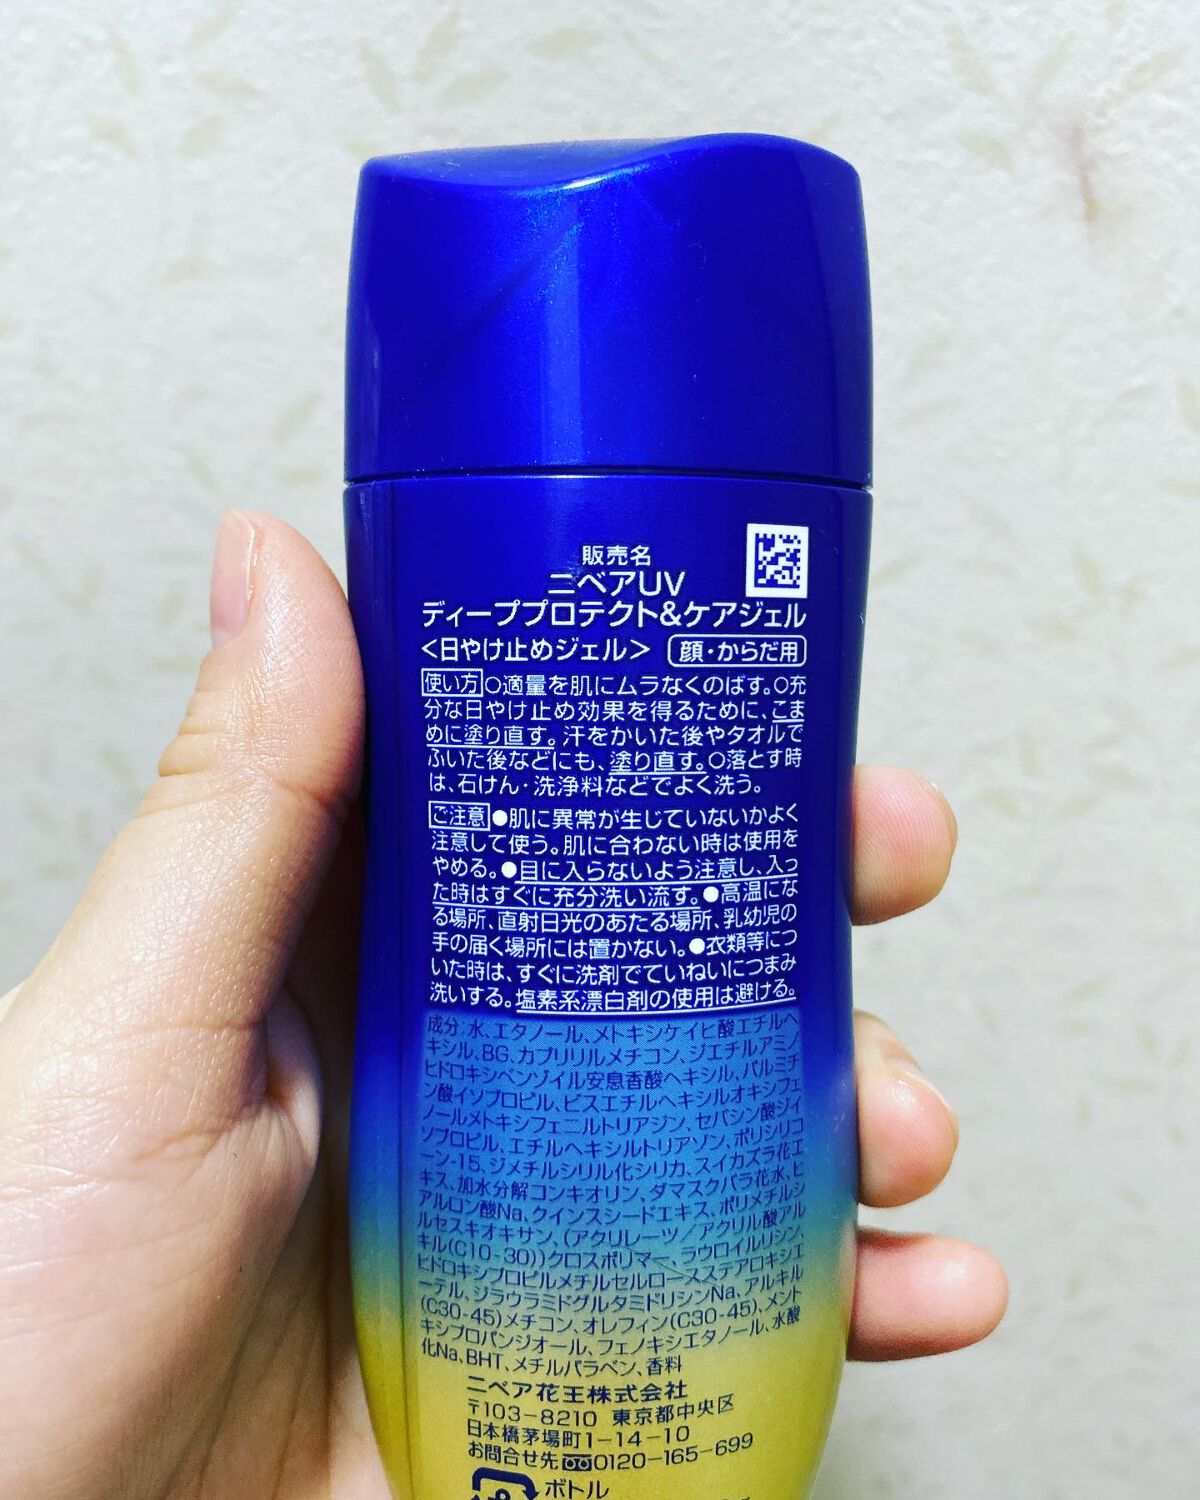 販売名
ニベアUV
ディーププロテクト&ケアジェル
<日やけ止めジェル> 顔・からだ用
使い方○適量を肌にムラなくのばす。○充
分な日やけ止め効果を得るために、こま
めに塗り直す。汗をかいた後やタオルで
ふいた後などにも、塗り直す。○落とす時
は、石けん・洗浄料などでよく洗う。
ご注意●肌に異常が生じていないかよく
注意して使う。肌に合わない時は使用を
やめる。●目に入らないよう注意し、入っ
た時はすぐに充分洗い流す。●高温にな
る場所、直射日光のあたる場所、乳幼児の
手の届く場所には置かない。●衣類等につ
いた時は、すぐに洗剤でていねいにつまみ
洗いする。塩素系漂白剤の使用は避ける。
成分:水、エタノール、メトキシケイヒ酸エチルヘ
キシル、BG、カプリリルメチコン、ジエチルアミノ
ヒドロキシベンゾイル安息香酸ヘキシル、パルミチ
ン酸イソプロピル、ビスエチルヘキシルオキシフェ
ノールメトキシフェニルトリアジン、セバシン酸ジイ
ソプロピル、エチルヘキシルトリアゾン、ポリシリコ
ーン-15、ジメチルシリル化シリカ、スイカズラ花エ
キス、加水分解コンキオリン、ダマスクバラ花水、ヒ
アルロン酸Na、クインスシードエキス、ポリメチルシ
ルセスキオキサン、(アクリレーツ/アクリル酸アル
キル(C10-30))クロスポリマー、ラウロイルリシン、
ヒドロキシプロピルメチルセルロースステアロキシエ
ーテル、ジラウラミドグルタミドリシンNa、アルキル
(C30-45)メチコン、オレフィン(C30-45)、メント
キシプロパンジオール、フェノキシエタノール、水酸
化Na、BHT、メチルパラベン、香料
ニベア花王株式会社
〒103-8210 東京都中央区
日本橋茅場町1-14-10
お問合せ先 0120-165-699
ボトル